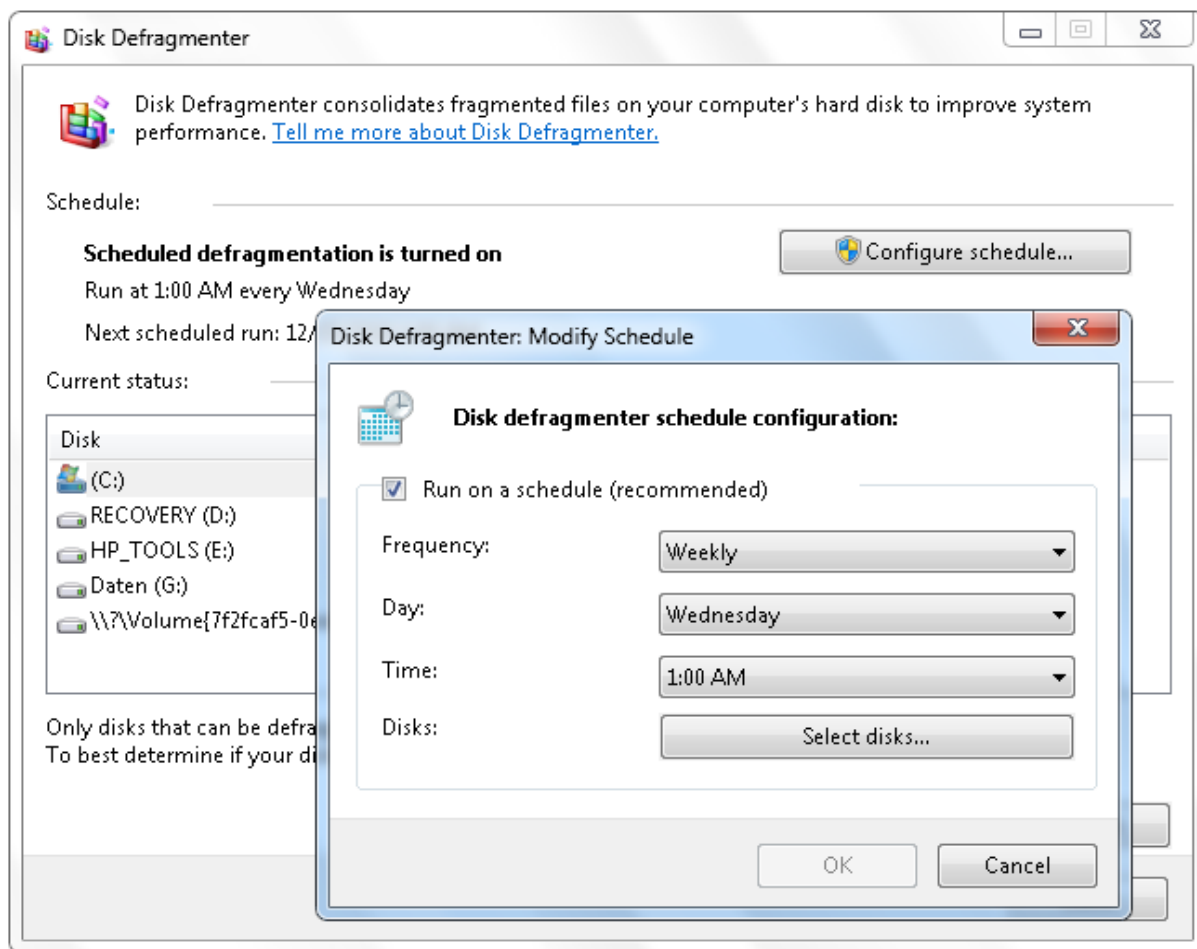 Disk Defragmenter
Disk Defragmenter consolidates fragmented files on your computer's hard disk to improve system
performance. Tell me more about Disk Defragmenter.
Schedule:
Scheduled defragmentation is turned on
Configure schedule...
Run at 1:00 AM every Wednesday
Next scheduled run: 12/
Current status:
Disk
(C:)
RECOVERY (D:)
HP_TOOLS (E:)
Daten (G:)
\\?\Volume{7f2fcaf5-0e
Only disks that can be defra
To best determine if your di
Disk Defragmenter: Modify Schedule
Disk defragmenter schedule configuration:
Run on a schedule (recommended)
Frequency: Weekly
Day: Wednesday
Time: 1:00 AM
Disks: Select disks...
OK Cancel